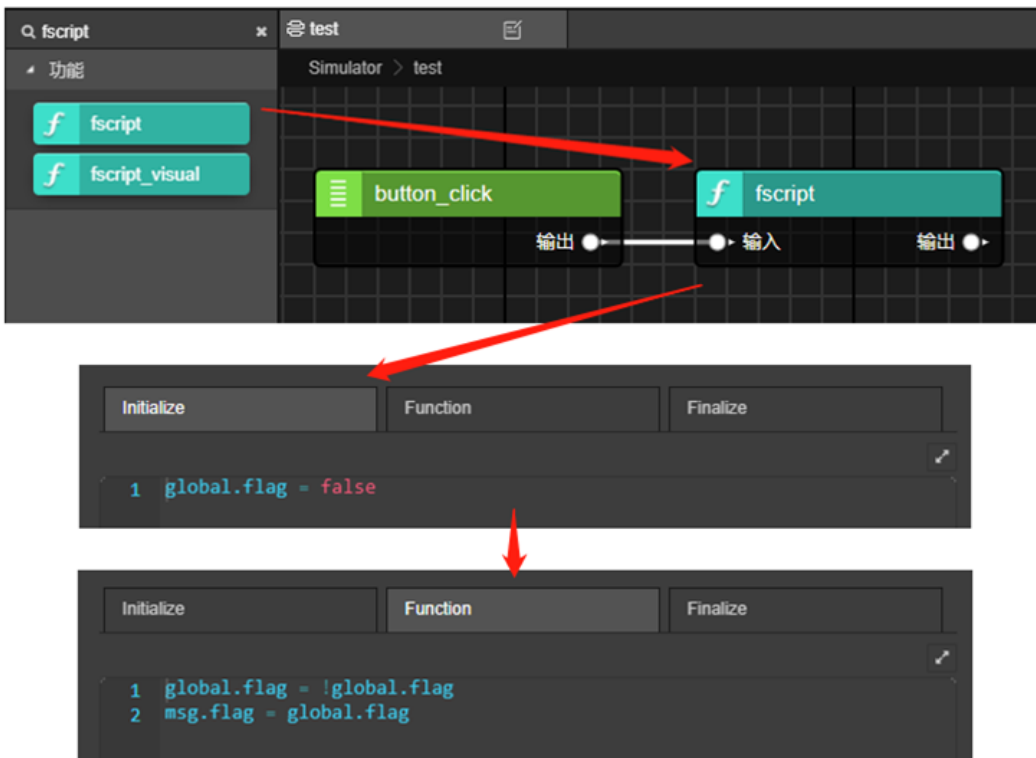 fscript
test
功能
Simulator > test
fscript
fscript_visual
button_click
fscript
输出
输入
输出
Initialize
Function
Finalize
1 global.flag = false
Initialize
Function
Finalize
1 global.flag = !global.flag
2 msg.flag = global.flag